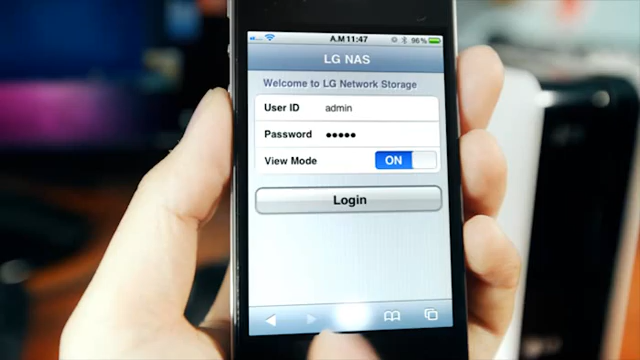 A.M 11:47
96%
LG NAS
Welcome to LG Network Storage
User ID admin
Password •••••
View Mode ON
Login